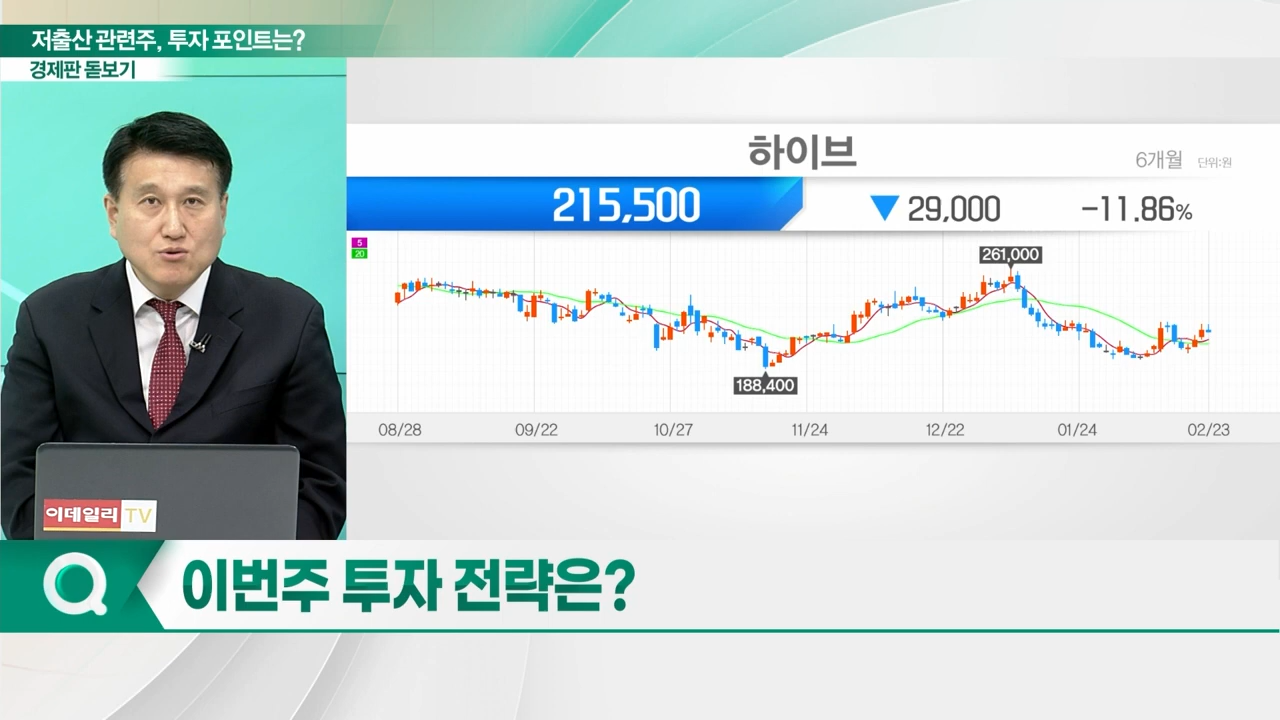 저출산 관련주, 투자 포인트는?
경제판 돋보기
하이브
6개월 단위:원
215,500 ▼ 29,000 -11.86%
5
20
261,000
188,400
08/28 09/22 10/27 11/24 12/22 01/24 02/23
이데일리 TV
이번주 투자 전략은?